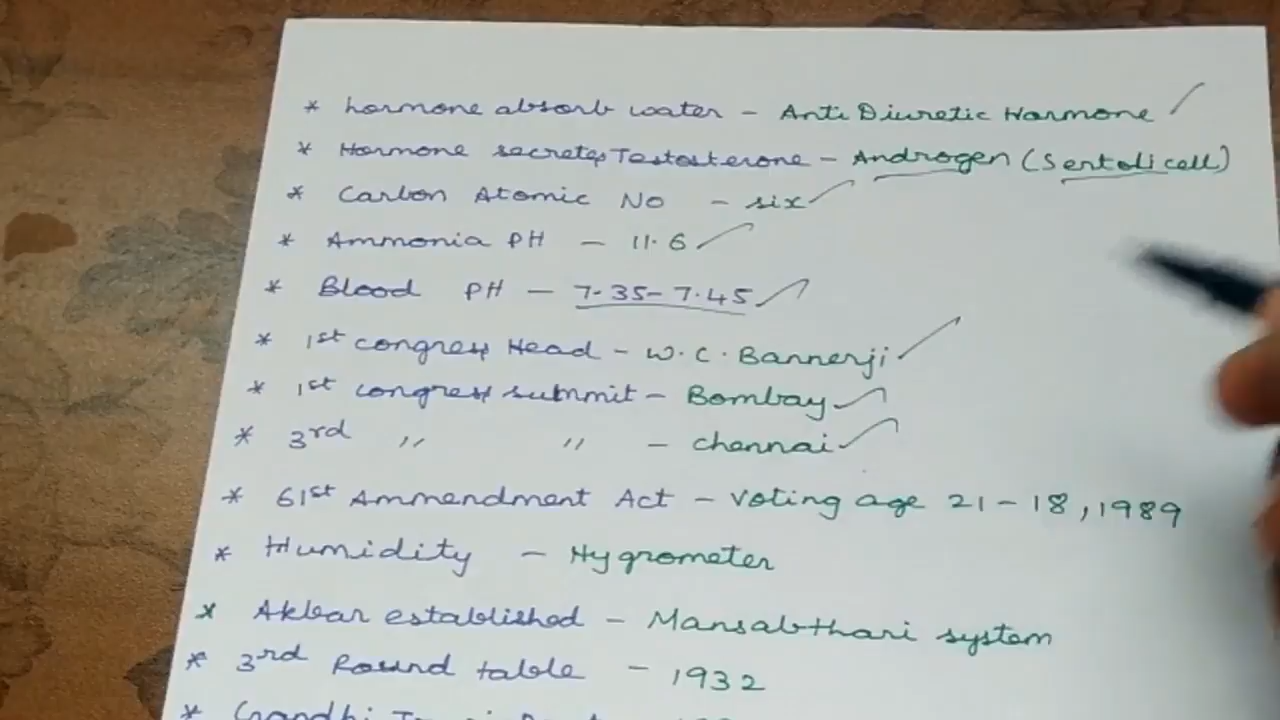 * hormone absorb water - Anti Diuretic Hormone
* Hormone secretes Testosterone - Androgen (Sertoli cell)
* Carbon Atomic No - six
* Ammonia PH - 11.6
* Blood PH - 7.35-7.45
* 1st congress Head - W.C. Bannerji
* 1st congress summit - Bombay
* 3rd " " - chennai
* 61st Ammendment Act - voting age 21-18, 1989
* Humidity - Hygrometer
* Akbar established - Mansabthari system
* 3rd Round table - 1932
* Gandhi